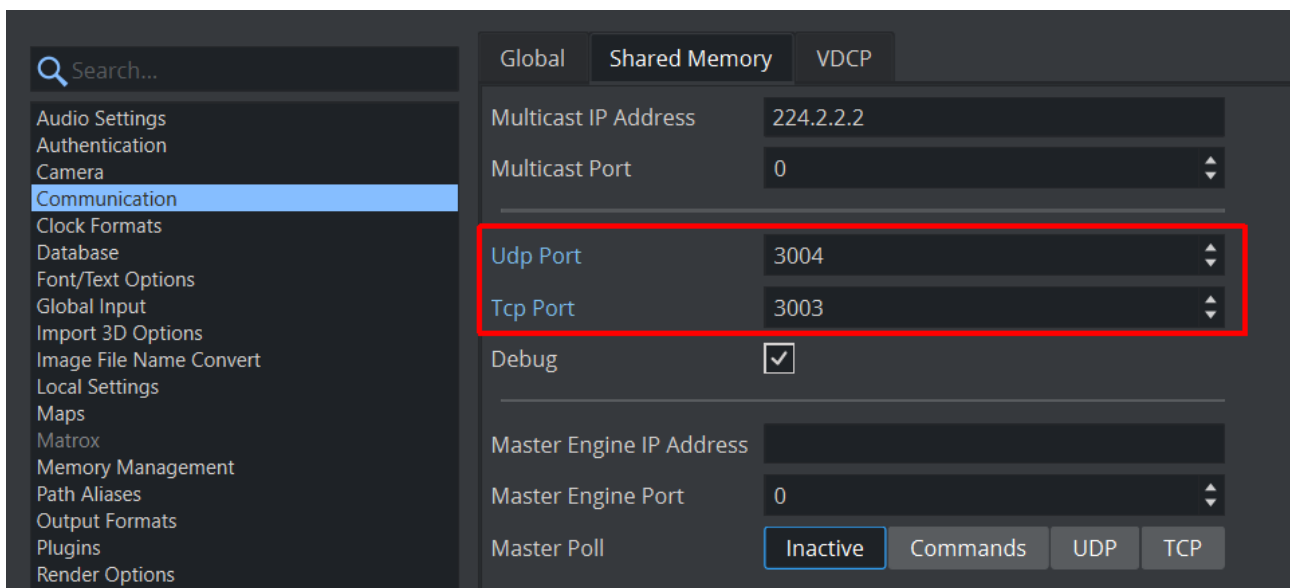 Search...
Audio Settings
Authentication
Camera
Communication
Clock Formats
Database
Font/Text Options
Global Input
Import 3D Options
Image File Name Convert
Local Settings
Maps
Matrox
Memory Management
Path Aliases
Output Formats
Plugins
Render Options
Global Shared Memory VDCP
Multicast IP Address 224.2.2.2
Multicast Port 0
Udp Port 3004
Tcp Port 3003
Debug
Master Engine IP Address
Master Engine Port 0
Master Poll Inactive Commands UDP TCP